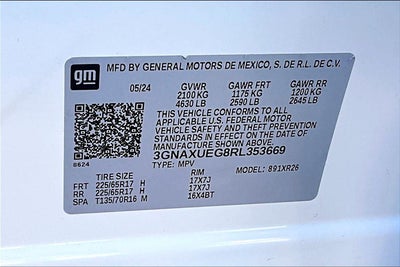 gm MFD BY GENERAL MOTORS DE MEXICO, S. DE R.L. DE C.V.
05/24 GVWR GAWR FRT GAWR RR
2100 KG 1175 KG 1200 KG
4630 LB 2590 LB 2645 LB
THIS VEHICLE CONFORMS TO ALL
APPLICABLE U.S. FEDERAL MOTOR
VEHICLE SAFETY AND THEFT PREVENTION
STANDARDS IN EFFECT ON THE DATE OF
MANUFACTURE SHOWN ABOVE.
3GNAXUEG8RL353669
8624 TYPE: MPV MODEL: 891XR26
TIRE SIZE RIM
FRT 225/65R17 H 17X7J
RR 225/65R17 H 17X7J
SPA T135/70R16 M 16X4BT